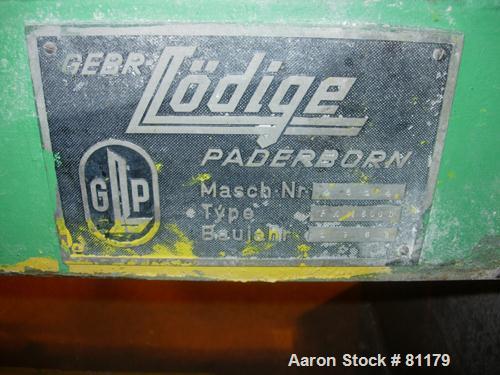 GEBR. Lödige
PADERBORN
GLP
Masch Nr.
Type
Baujahr
Aaron Stock # 81179